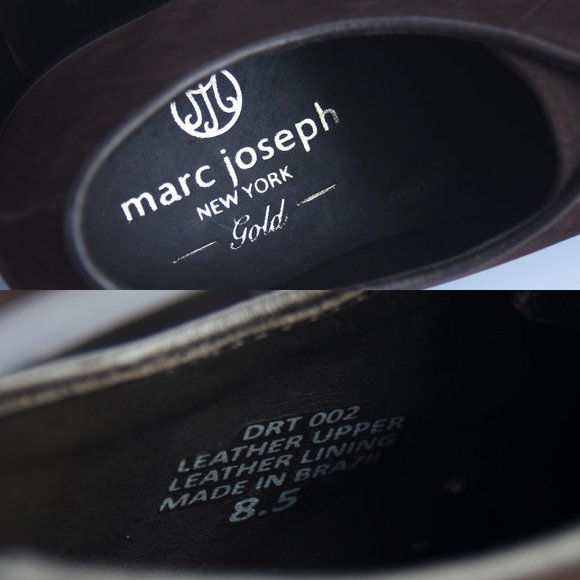 marc joseph
NEW YORK
Gold
DRT 002
LEATHER UPPER
LEATHER LINING
MADE IN BRAZIL
8.5